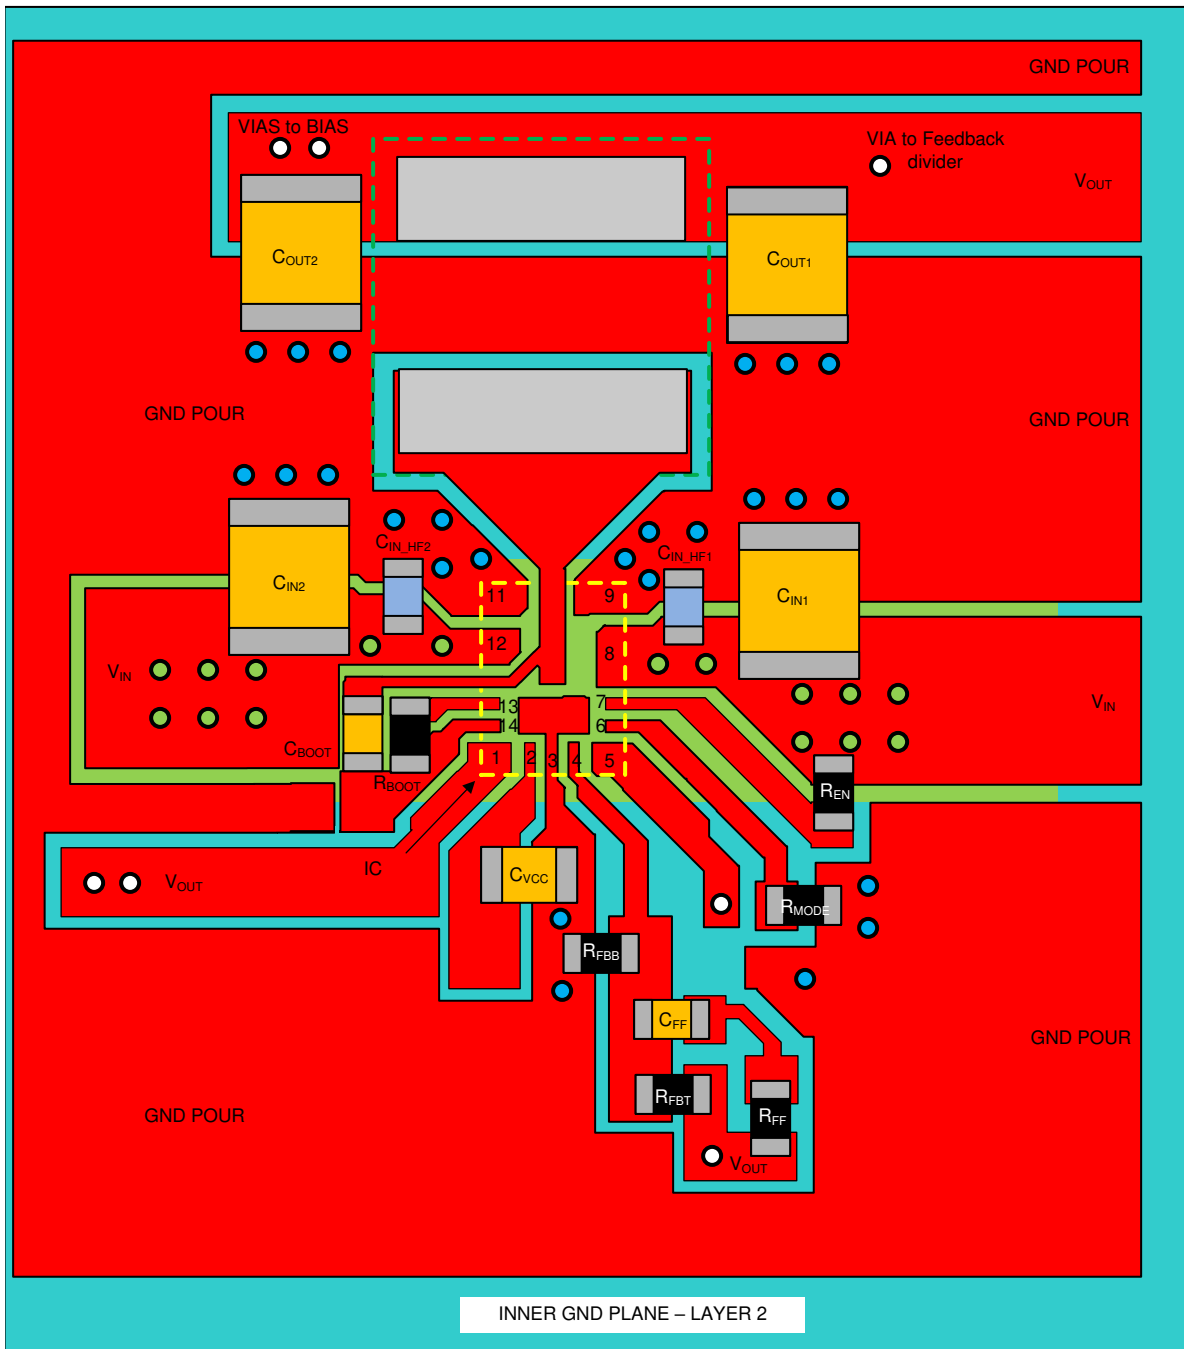 GND POUR
VIAS to BIAS
VIA to Feedback
divider
VOUT
COUT2
COUT1
GND POUR
GND POUR
CIN_HF2
CIN_HF1
CIN2
CIN1
11
9
12
8
VIN
VIN
13
7
14
6
CBOOT
RBOOT
1
2
3
4
5
REN
IC
VOUT
CVCC
RMODE
RFBB
CFF
GND POUR
RFBT
RFF
GND POUR
VOUT
INNER GND PLANE – LAYER 2